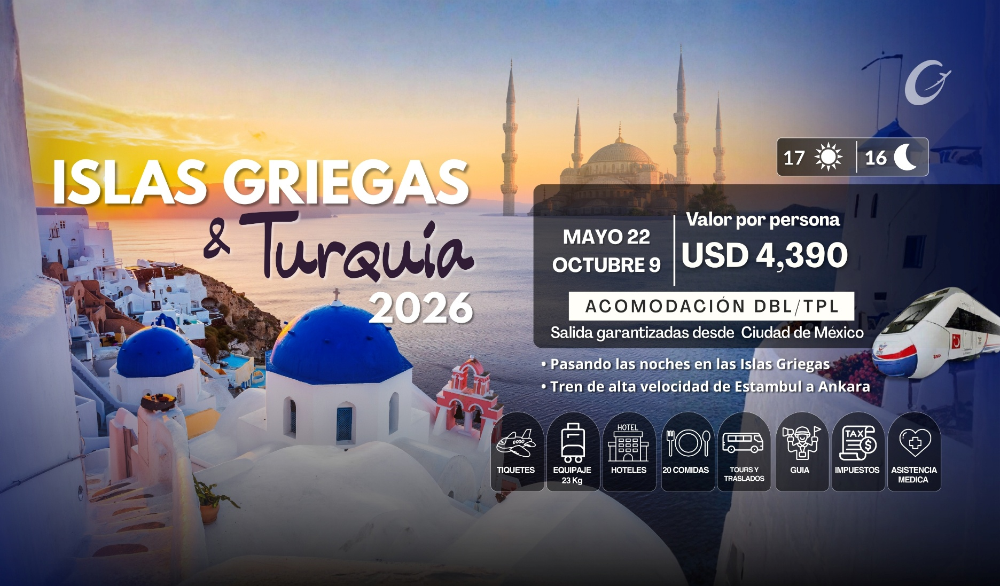 ISLAS GRIEGAS
& Turquía
2026
17 16
MAYO 22
OCTUBRE 9
Valor por persona
USD 4,390
ACOMODACIÓN DBL/TPL
Salida garantizadas desde Ciudad de México
• Pasando las noches en las Islas Griegas
• Tren de alta velocidad de Estambul a Ankara
TIQUETES
EQUIPAJE
23 Kg
HOTEL
HOTELES
20 COMIDAS
TOURS Y
TRASLADOS
GUIA
TAX
$
IMPUESTOS
ASISTENCIA
MEDICA